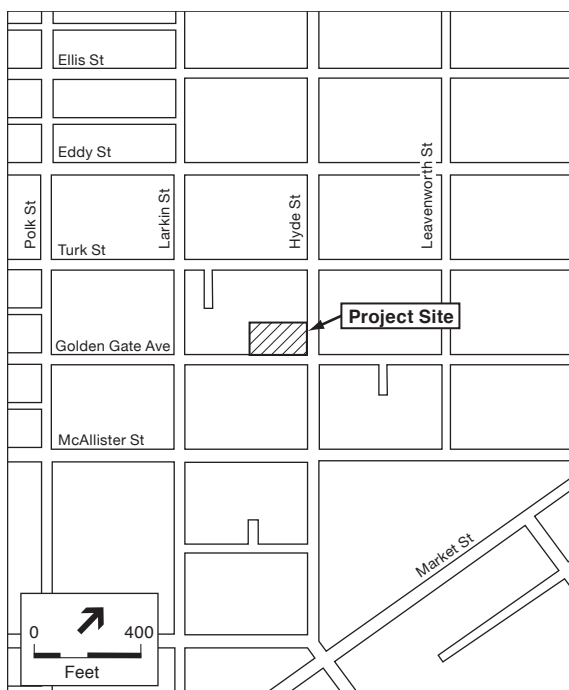 Ellis St
Eddy St
Polk St
Larkin St
Hyde St
Leavenworth St
Turk St
Project Site
Golden Gate Ave
McAllister St
Market St
0 400
Feet